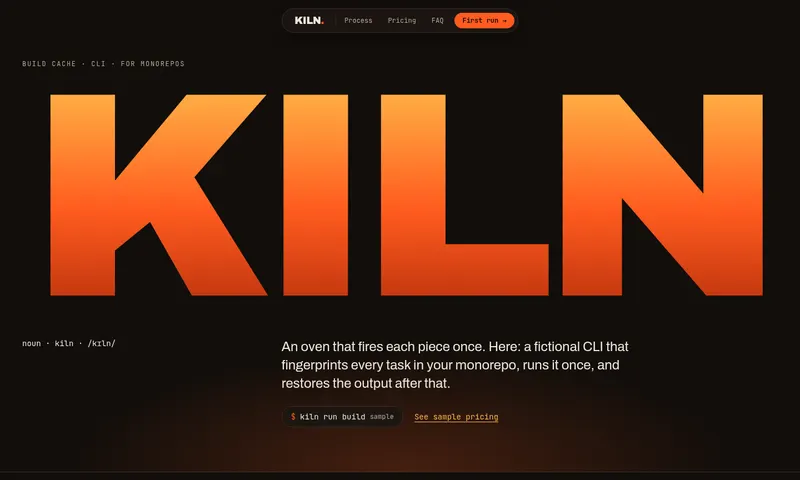 KILN.
Process
Pricing
FAQ
First run →
BUILD CACHE · CLI · FOR MONOREPOS
KILN
noun · kiln · /kɪln/
An oven that fires each piece once. Here: a fictional CLI that
fingerprints every task in your monorepo, runs it once, and
restores the output after that.
$ kiln run build sample
See sample pricing